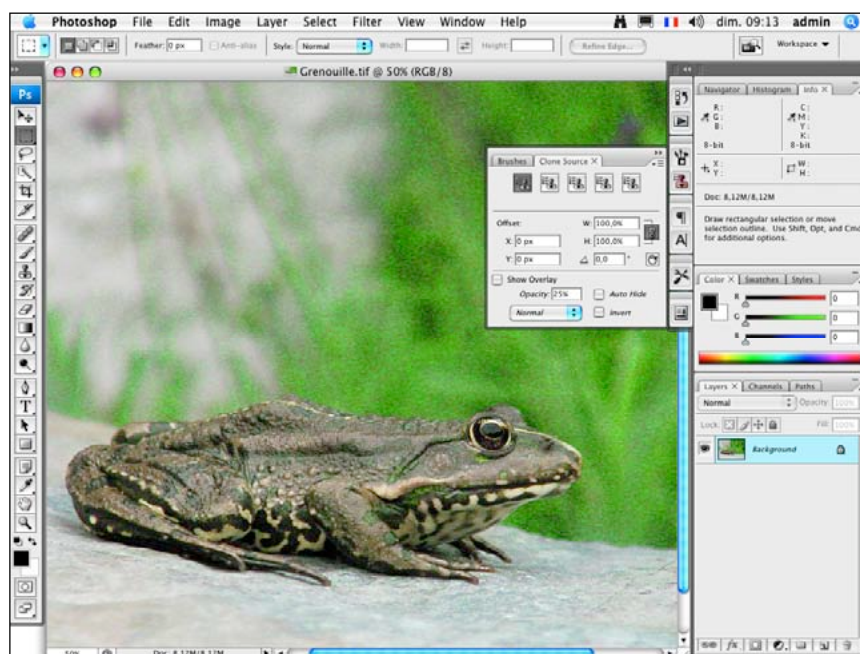 Photoshop File Edit Image Layer Select Filter View Window Help dim. 09:13 admin
Feather: 0 px Anti-alias Style: Normal Width: Height: Refine Edge... Workspace
Grenouille.tif @ 50% (RGB/8)
Ps
Navigator Histogram Info X
R: C:
G: M:
B: Y:
K:
8-bit 8-bit
X: W:
Y: H:
Doc: 8,12M/8,12M
Draw rectangular selection or move
selection outline. Use Shift, Opt, and Cmd
for additional options.
Brushes Clone Source X
Offset: W: 100,0%
X: 0 px H: 100,0%
Y: 0 px 0,0 °
Show Overlay
Opacity: 25% Auto Hide
Normal Invert
Color X Swatches Styles
R 0
G 0
B 0
Layers X Channels Paths
Normal Opacity: 100%
Lock: Fill: 100%
Background
50% Doc: 8,12M/8,12M